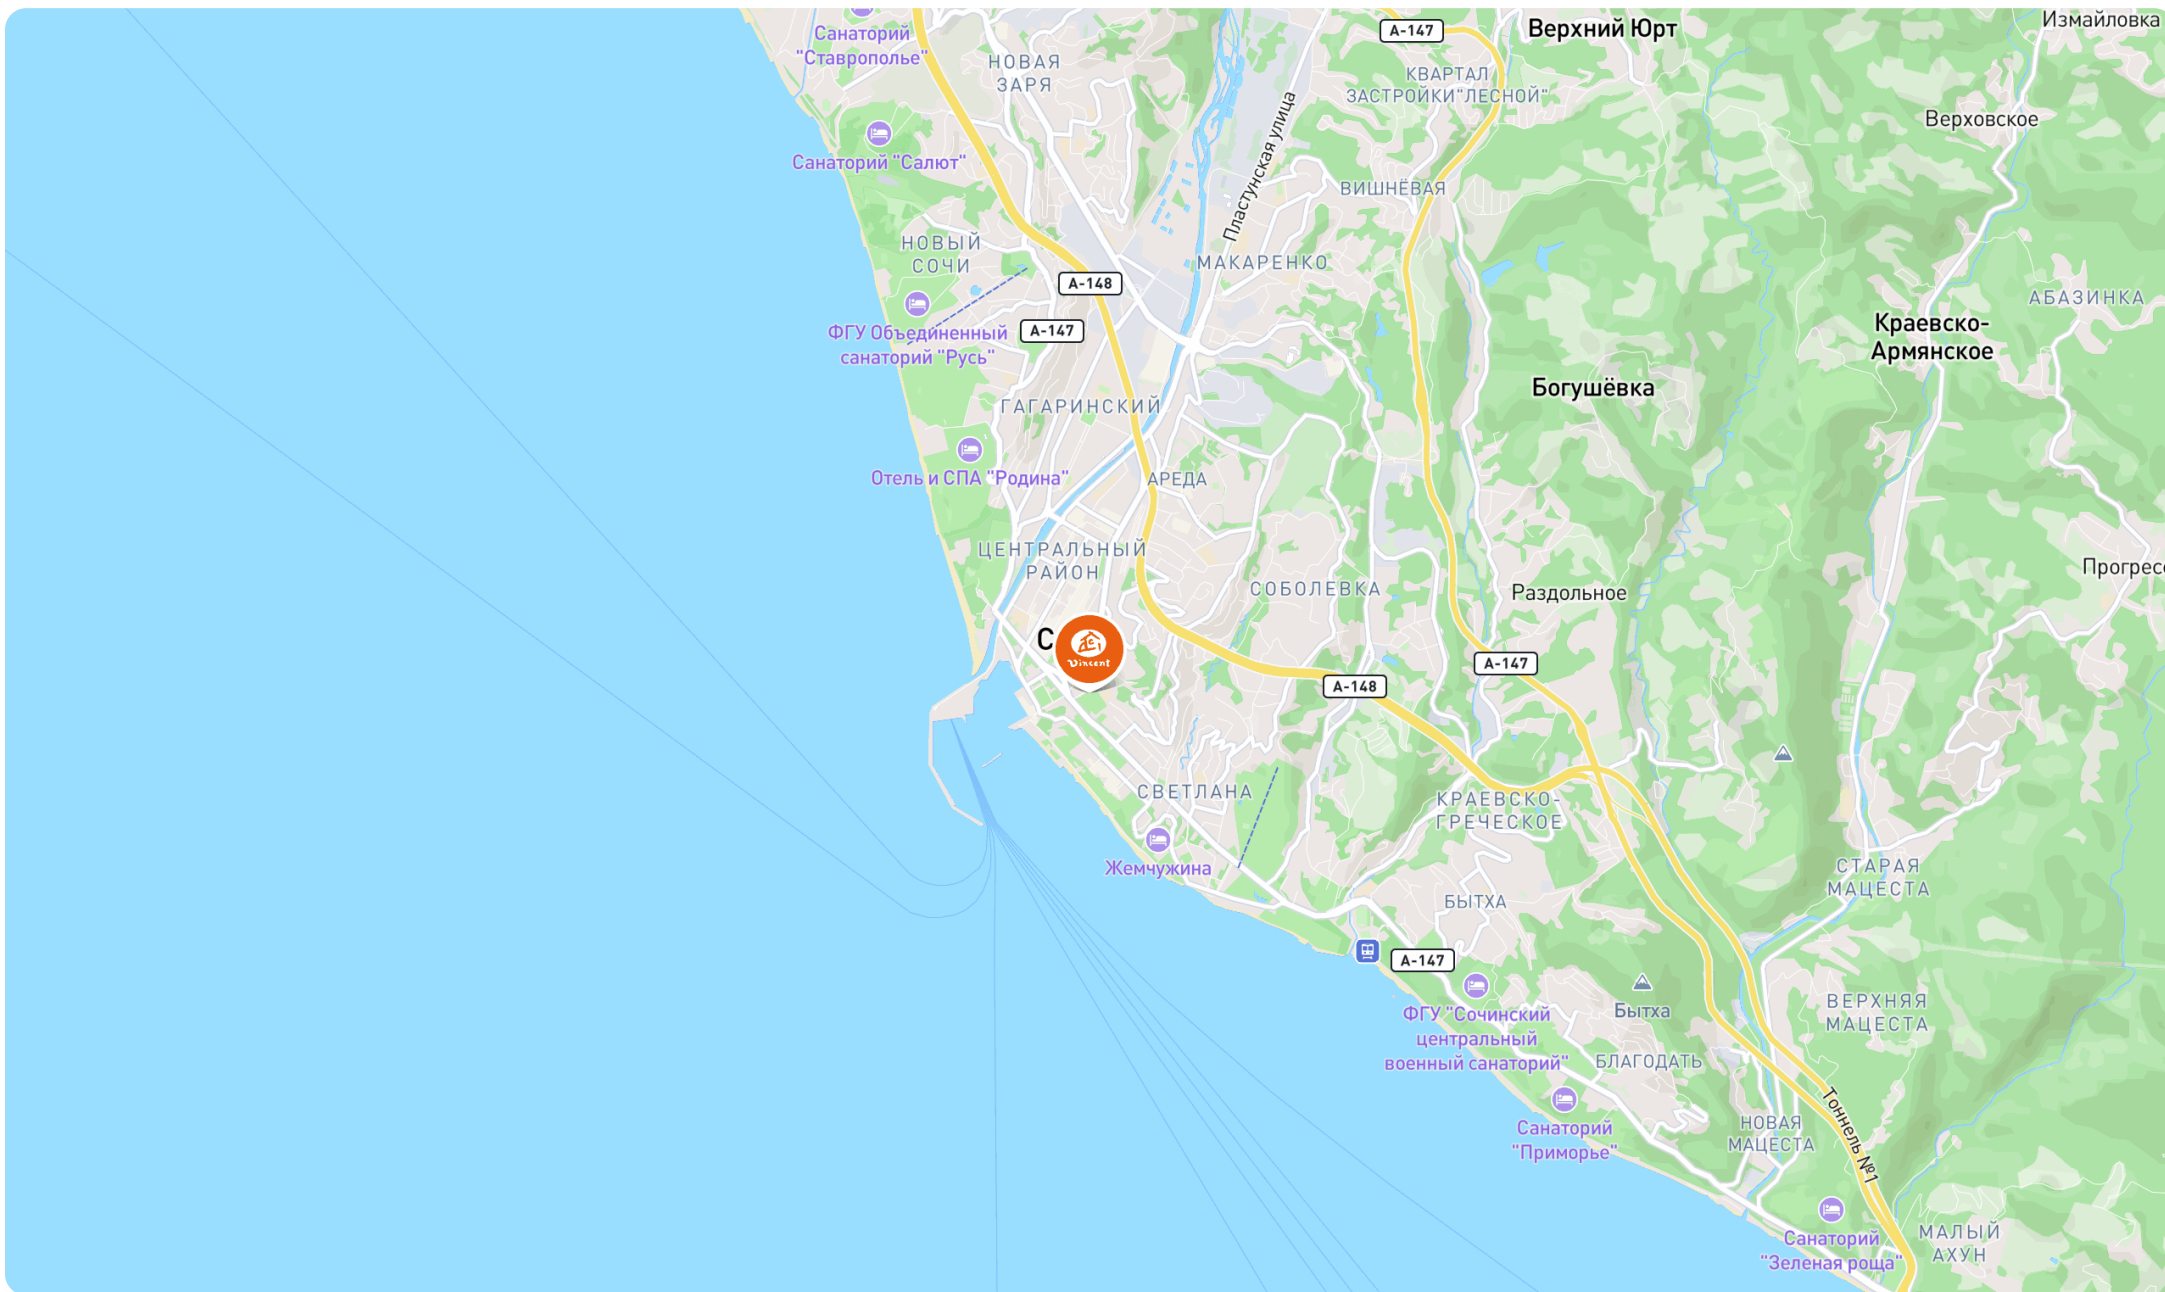 Санаторий
"Ставрополье"
НОВАЯ
ЗАРЯ
А-147
Верхний Юрт
Измайловка
КВАРТАЛ
ЗАСТРОЙКИ"ЛЕСНОЙ"
Верховское
Санаторий "Салют"
Пластунская улица
ВИШНЁВАЯ
НОВЫЙ
СОЧИ
МАКАРЕНКО
А-148
АБАЗИНКА
ФГУ Объединенный
санаторий "Русь"
А-147
Краевско-
Армянское
Богушёвка
ГАГАРИНСКИЙ
Отель и СПА "Родина"
АРЕДА
ЦЕНТРАЛЬНЫЙ
РАЙОН
СОБОЛЕВКА
Раздольное
Прогресс
С
Vincent
А-147
А-148
СВЕТЛАНА
КРАЕВСКО-
ГРЕЧЕСКОЕ
Жемчужина
СТАРАЯ
МАЦЕСТА
БЫТХА
А-147
ФГУ "Сочинский
центральный
военный санаторий"
Бытха
ВЕРХНЯЯ
МАЦЕСТА
БЛАГОДАТЬ
Санаторий
"Приморье"
НОВАЯ
МАЦЕСТА
Тоннель №1
Санаторий
"Зеленая роща"
МАЛЫЙ
АХУН